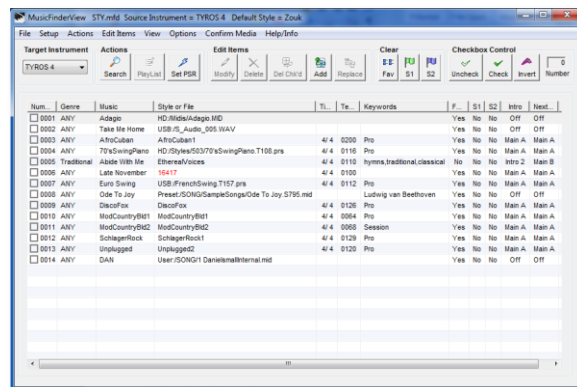 MusicFinderView STY.mfd Source Instrument = TYROS 4 Default Style = Zouk
File Setup Actions Edit Items View Options Confirm Media Help/Info
Target Instrument Actions Edit Items Clear Checkbox Control
TYROS 4
0
Search PlayList Set PSR Modify Delete Del Chk'd Add Replace Fav S1 S2 Uncheck Check Invert Number
Num... Genre Music Style or File Ti... Te... Keywords F... S1 S2 Intro Next...
0001 ANY Adagio HD:/Midis/Adagio.MID Yes No No Off Off
0002 ANY Take Me Home USB:/S_Audio_005.WAV Yes No No Off Off
0003 ANY AfroCuban AfroCuban1 4/ 4 0200 Pro Yes No No Main A Main A
0004 ANY 70'sSwingPiano HD:/Styles/S03/70'sSwingPiano.T108.prs 4/ 4 0116 Pro Yes No No Main A Main A
0005 Traditional Abide With Me EtherealVoices 4/ 4 0110 hymns,traditional,classical No No No Intro 2 Main B
0006 ANY Late November 16417 4/ 4 0100 Yes No No Main A Main A
0007 ANY Euro Swing USB:/FrenchSwing.T157.prs 4/ 4 0112 Pro Yes No No Main A Main A
0008 ANY Ode To Joy Preset:/SONG/SampleSongs/Ode To Joy.S795.mid Ludwig van Beethoven Yes No No Off Off
0009 ANY DiscoFox DiscoFox 4/ 4 0126 Pro Yes No No Main A Main A
0010 ANY ModCountryBld1 ModCountryBld1 4/ 4 0064 Pro Yes No No Main A Main A
0011 ANY ModCountryBld2 ModCountryBld2 4/ 4 0068 Session Yes No No Main A Main A
0012 ANY SchlagerRock SchlagerRock1 4/ 4 0129 Pro Yes No No Main A Main A
0013 ANY Unplugged Unplugged2 4/ 4 0120 Pro Yes No No Main A Main A
0014 ANY DAN User:/SONG/1 DanielsmallInternal.mid Yes No No Off Off